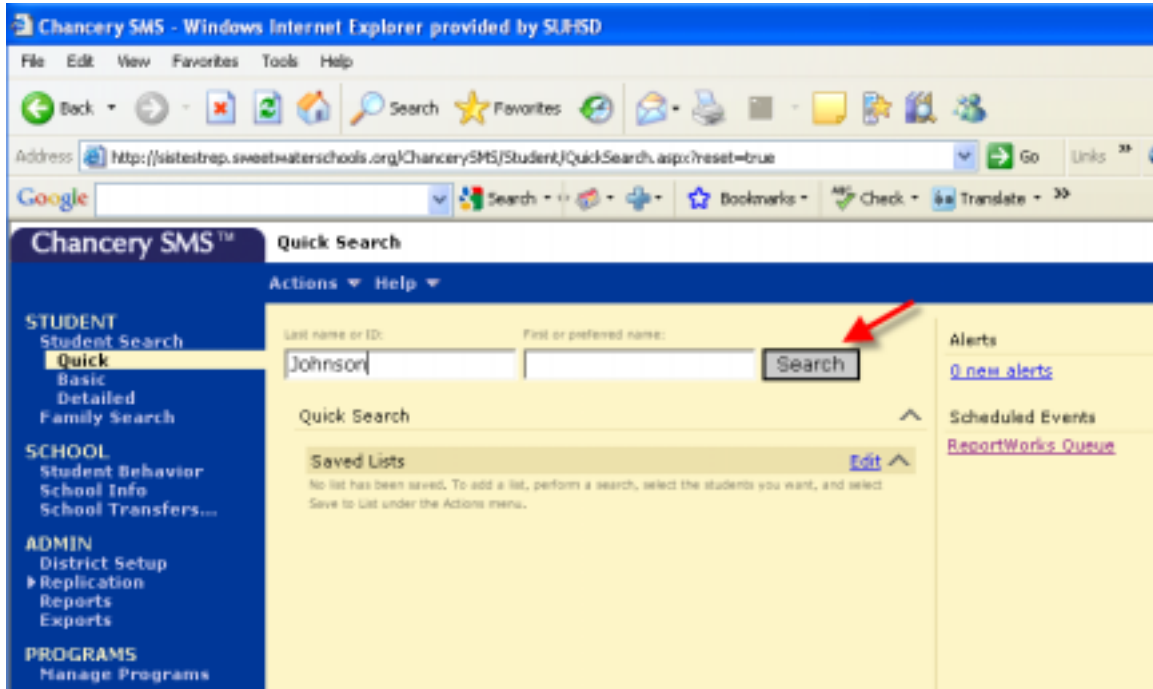 Chancery SMS - Windows Internet Explorer provided by SUHSD
File Edit View Favorites Tools Help
Back Search Favorites
Address http://sistestrep.sweetwaterschools.org/ChancerySMS/Student/QuickSearch.aspx?reset=true Go Links »
Google Search Bookmarks Check Translate »
Chancery SMS™ Quick Search
Actions Help
STUDENT
Student Search
Quick
Basic
Detailed
Family Search
SCHOOL
Student Behavior
School Info
School Transfers...
ADMIN
District Setup
Replication
Reports
Exports
PROGRAMS
Manage Programs
Last name or ID: First or preferred name:
Johnson Search
Quick Search
Saved Lists Edit
No list has been saved. To add a list, perform a search, select the students you want, and select
Save to List under the Actions menu.
Alerts
0 new alerts
Scheduled Events
ReportWorks Queue